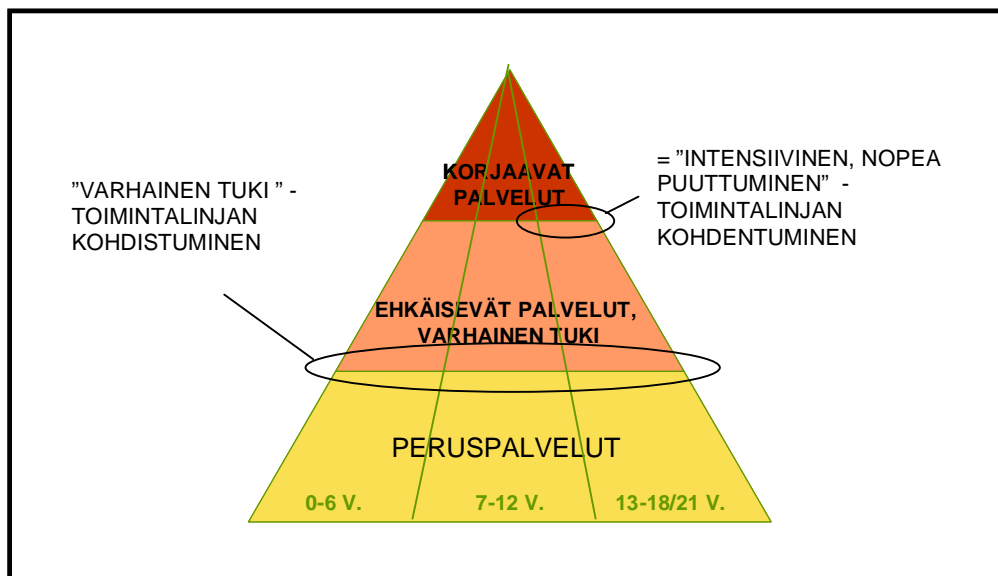 KORJAAVAT
PALVELUT
"VARHAINEN TUKI " -
TOIMINTALINJAN
KOHDISTUMINEN
= "INTENSIIVINEN, NOPEA
PUUTTUMINEN" -
TOIMINTALINJAN
KOHDENTUMINEN
EHKÄISEVÄT PALVELUT,
VARHAINEN TUKI
PERUSPALVELUT
0-6 V.
7-12 V.
13-18/21 V.